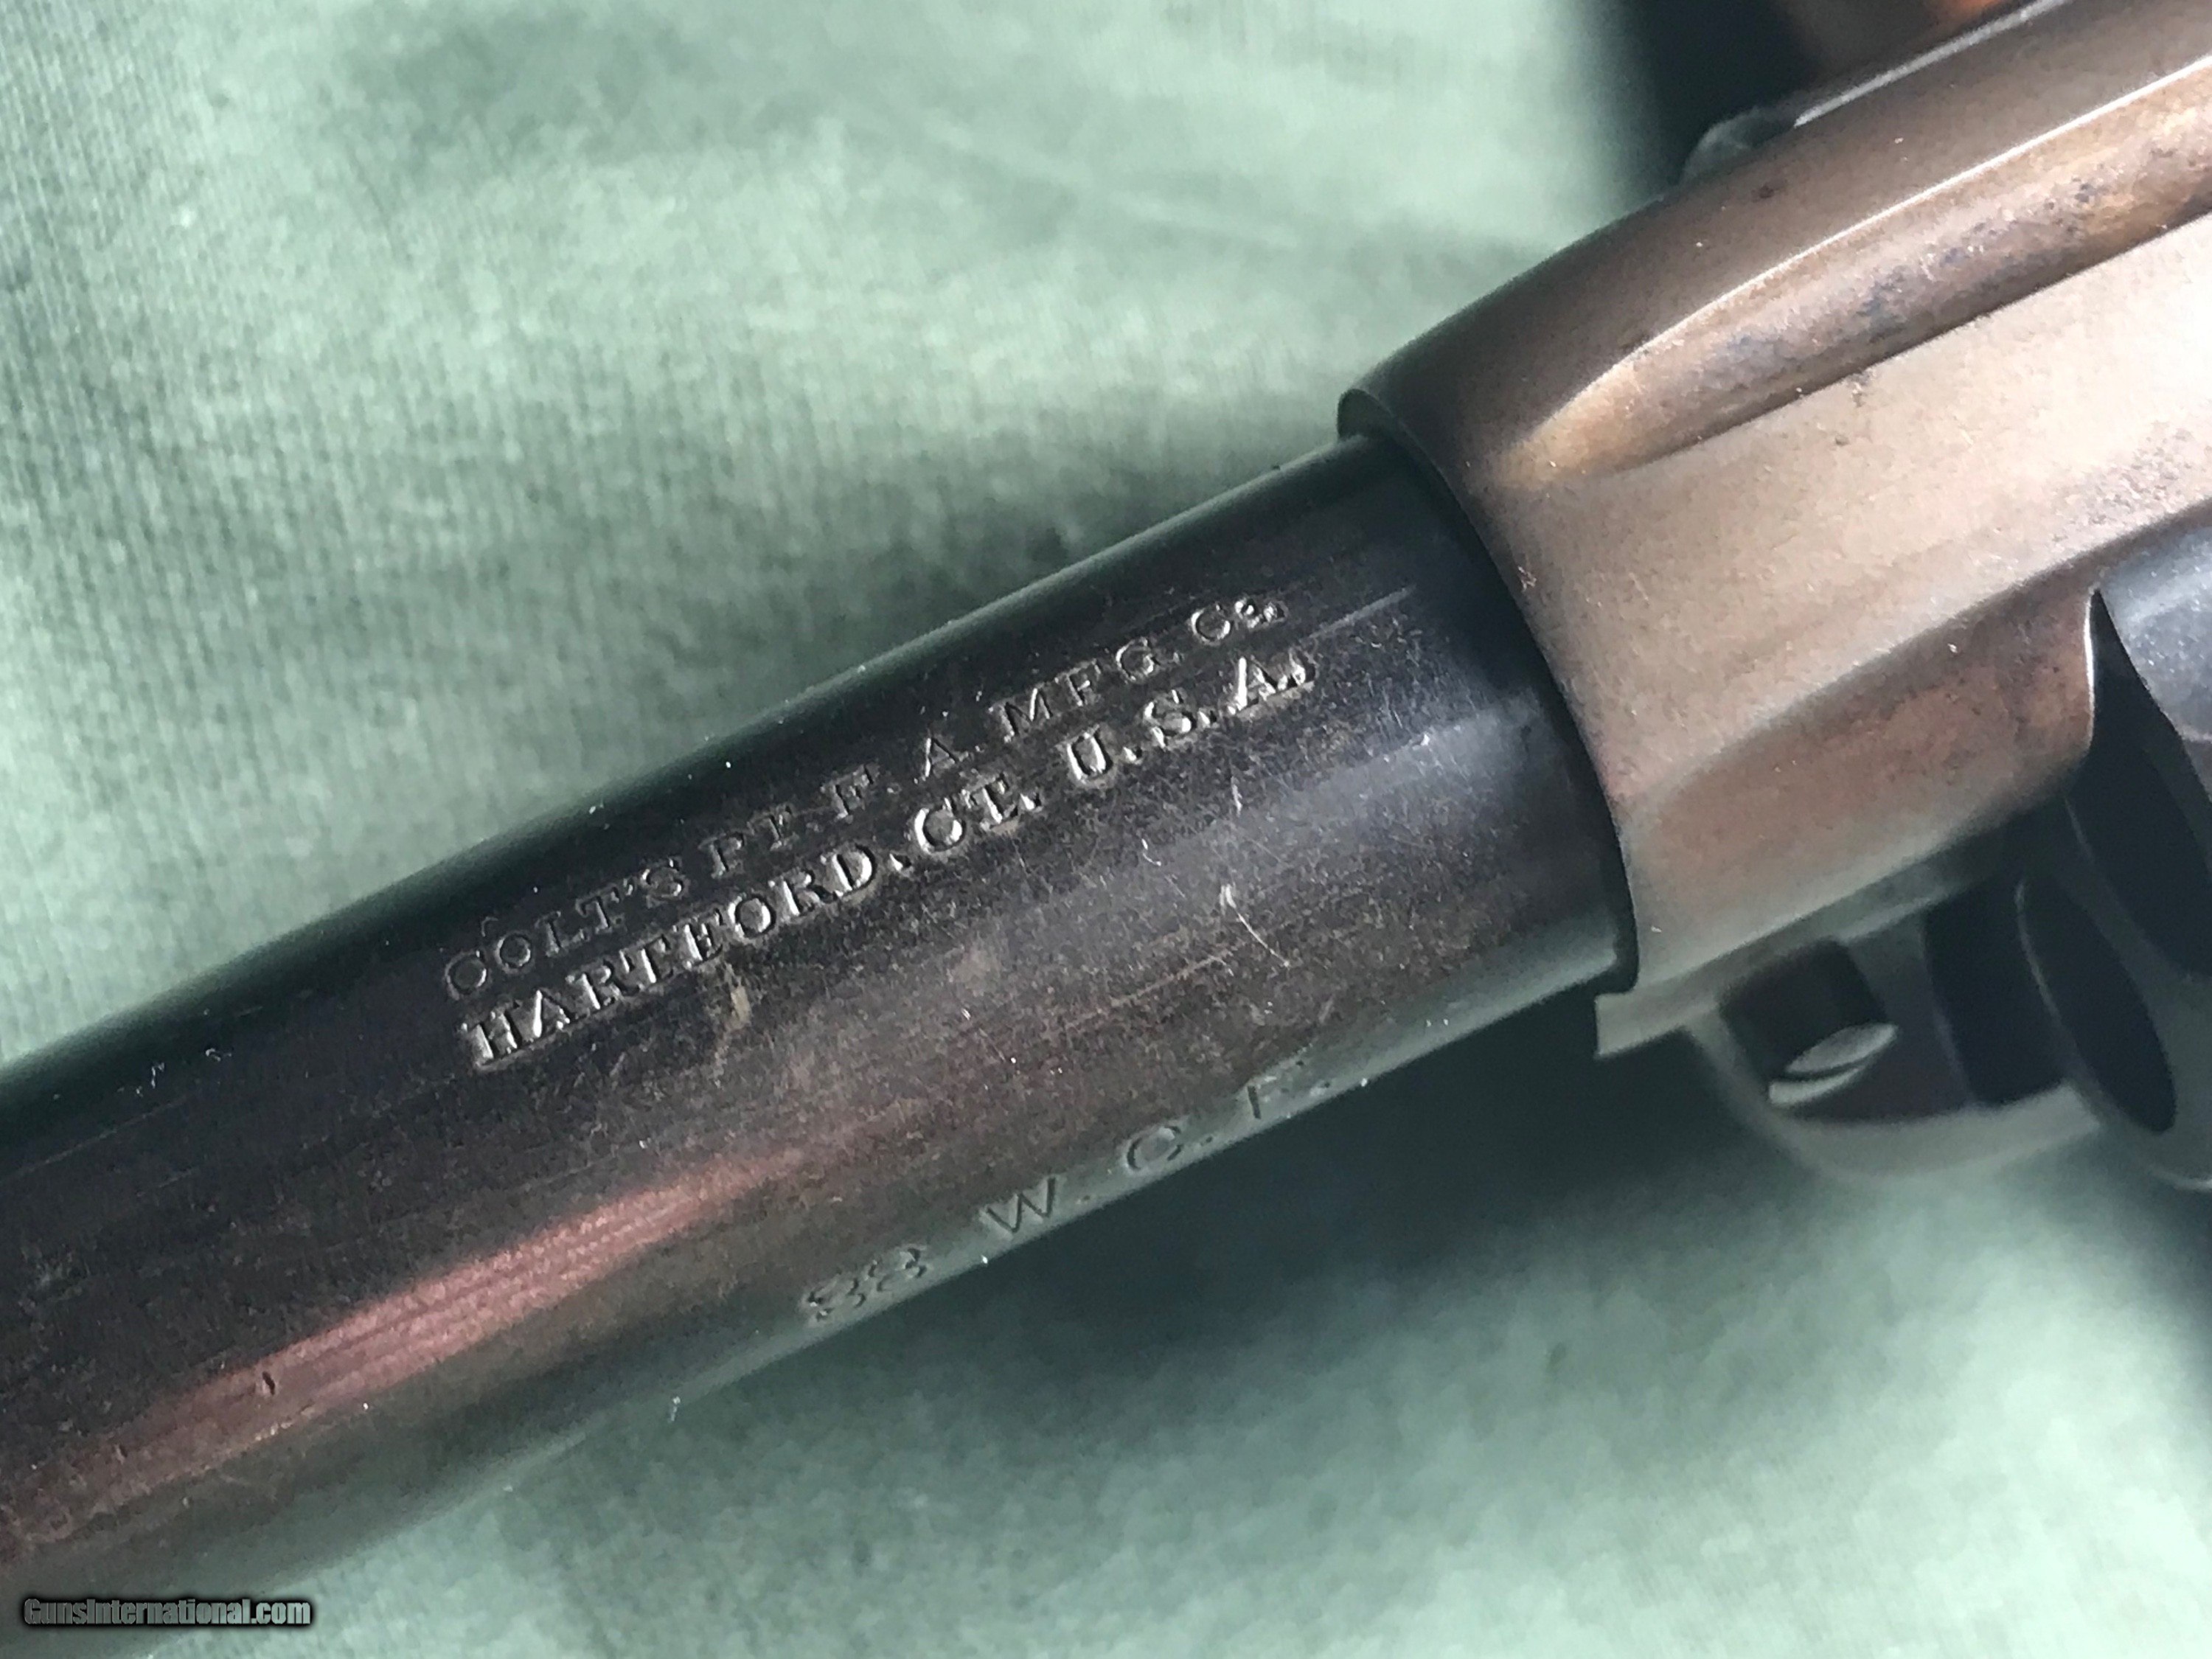 COLT'S PT. F. A. MFG. Co.
HARTFORD. CT. U.S.A.
38 W.C.F.
GunsInternational.com